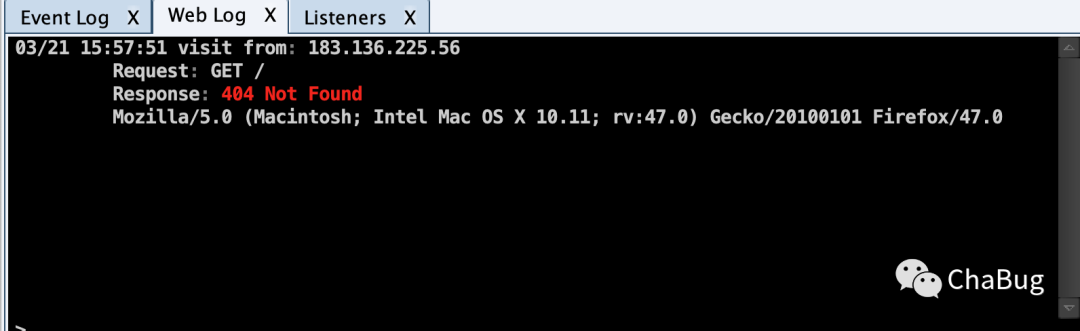 Event Log X Web Log X Listeners X
03/21 15:57:51 visit from: 183.136.225.56
Request: GET /
Response: 404 Not Found
Mozilla/5.0 (Macintosh; Intel Mac OS X 10.11; rv:47.0) Gecko/20100101 Firefox/47.0
ChaBug
>